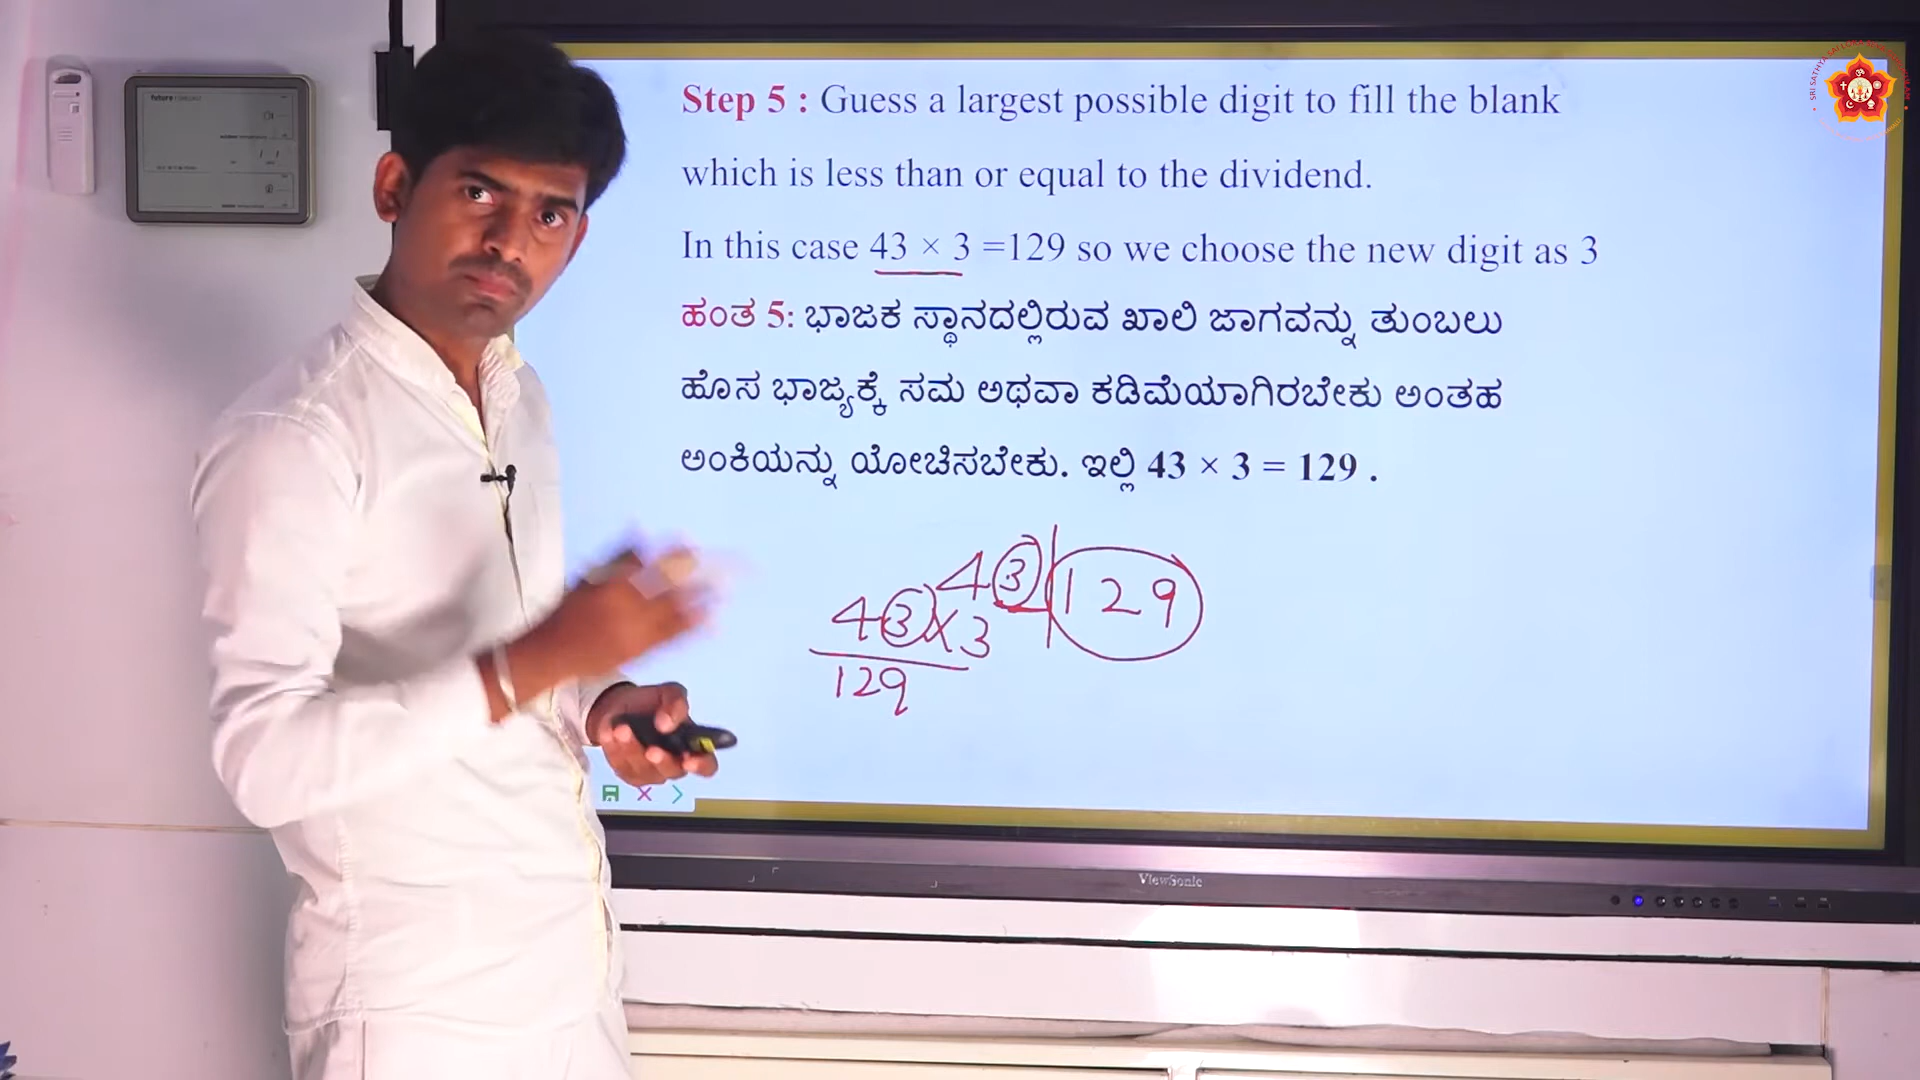 Step 5 : Guess a largest possible digit to fill the blank
which is less than or equal to the dividend.
In this case 43 × 3 =129 so we choose the new digit as 3
ಹಂತ 5: ಭಾಜಕ ಸ್ಥಾನದಲ್ಲಿರುವ ಖಾಲಿ ಜಾಗವನ್ನು ತುಂಬಲು
ಹೊಸ ಭಾಜ್ಯಕ್ಕೆ ಸಮ ಅಥವಾ ಕಡಿಮೆಯಾಗಿರಬೇಕು ಅಂತಹ
ಅಂಕಿಯನ್ನು ಯೋಚಿಸಬೇಕು. ಇಲ್ಲಿ 43 × 3 = 129 .
43 129
43×3
129
ViewSonic